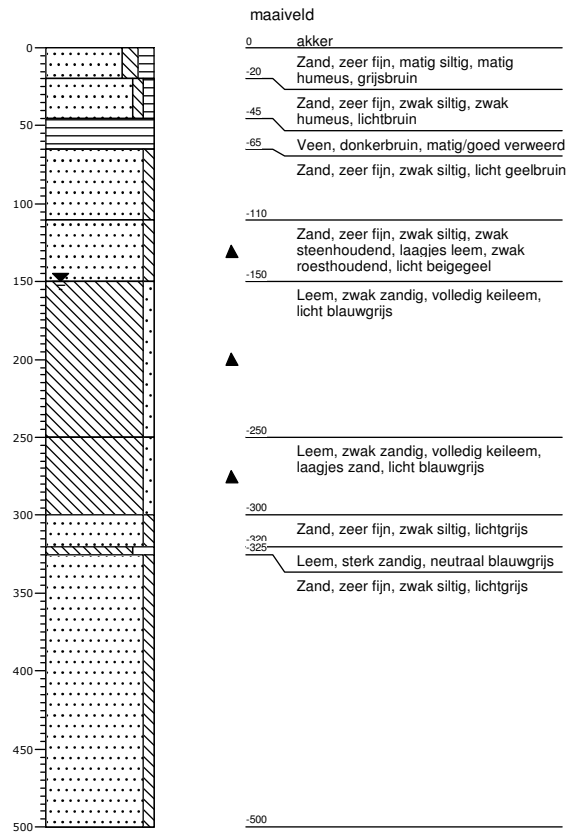 maaiveld
0
0
akker
Zand, zeer fijn, matig siltig, matig
humeus, grijsbruin
-20
Zand, zeer fijn, zwak siltig, zwak
humeus, lichtbruin
-45
50
-65
Veen, donkerbruin, matig/goed verweerd
Zand, zeer fijn, zwak siltig, licht geelbruin
100
-110
Zand, zeer fijn, zwak siltig, zwak
steenhoudend, laagjes leem, zwak
roesthoudend, licht beigegeel
150
-150
Leem, zwak zandig, volledig keileem,
licht blauwgrijs
200
250
-250
Leem, zwak zandig, volledig keileem,
laagjes zand, licht blauwgrijs
300
-300
Zand, zeer fijn, zwak siltig, lichtgrijs
-320
-325
Leem, sterk zandig, neutraal blauwgrijs
Zand, zeer fijn, zwak siltig, lichtgrijs
350
400
450
500
-500